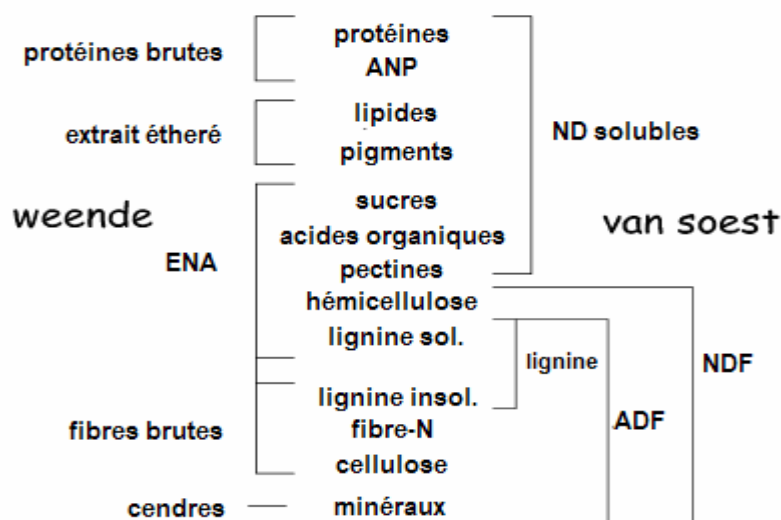 protéines brutes
protéines
ANP
extrait étheré
lipides
pigments
ND solubles
weende
van soest
ENA
sucres
acides organiques
pectines
hémicellulose
lignine sol.
lignine
NDF
ADF
fibres brutes
lignine insol.
fibre-N
cellulose
cendres
minéraux